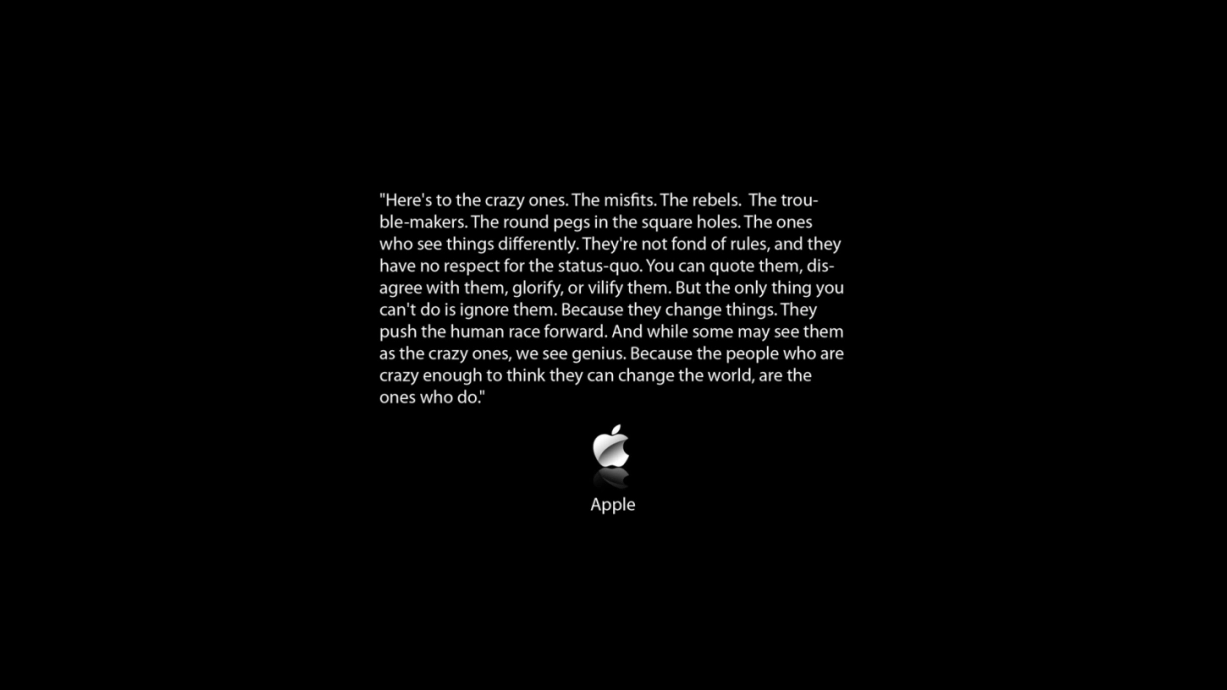 "Here's to the crazy ones. The misfits. The rebels.  The trou-
ble-makers. The round pegs in the square holes. The ones
who see things differently. They're not fond of rules, and they
have no respect for the status-quo. You can quote them, dis-
agree with them, glorify, or vilify them. But the only thing you
can't do is ignore them. Because they change things. They
push the human race forward. And while some may see them
as the crazy ones, we see genius. Because the people who are
crazy enough to think they can change the world, are the
ones who do."
Apple